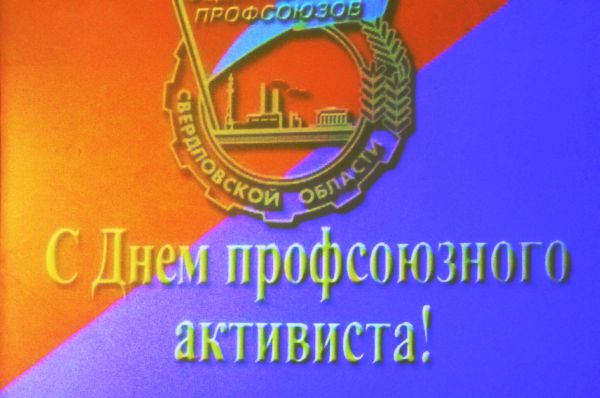 ПРОФСОЮЗОВ
СВЕРДЛОВСКОЙ ОБЛАСТИ
С Днем профсоюзного
активиста!